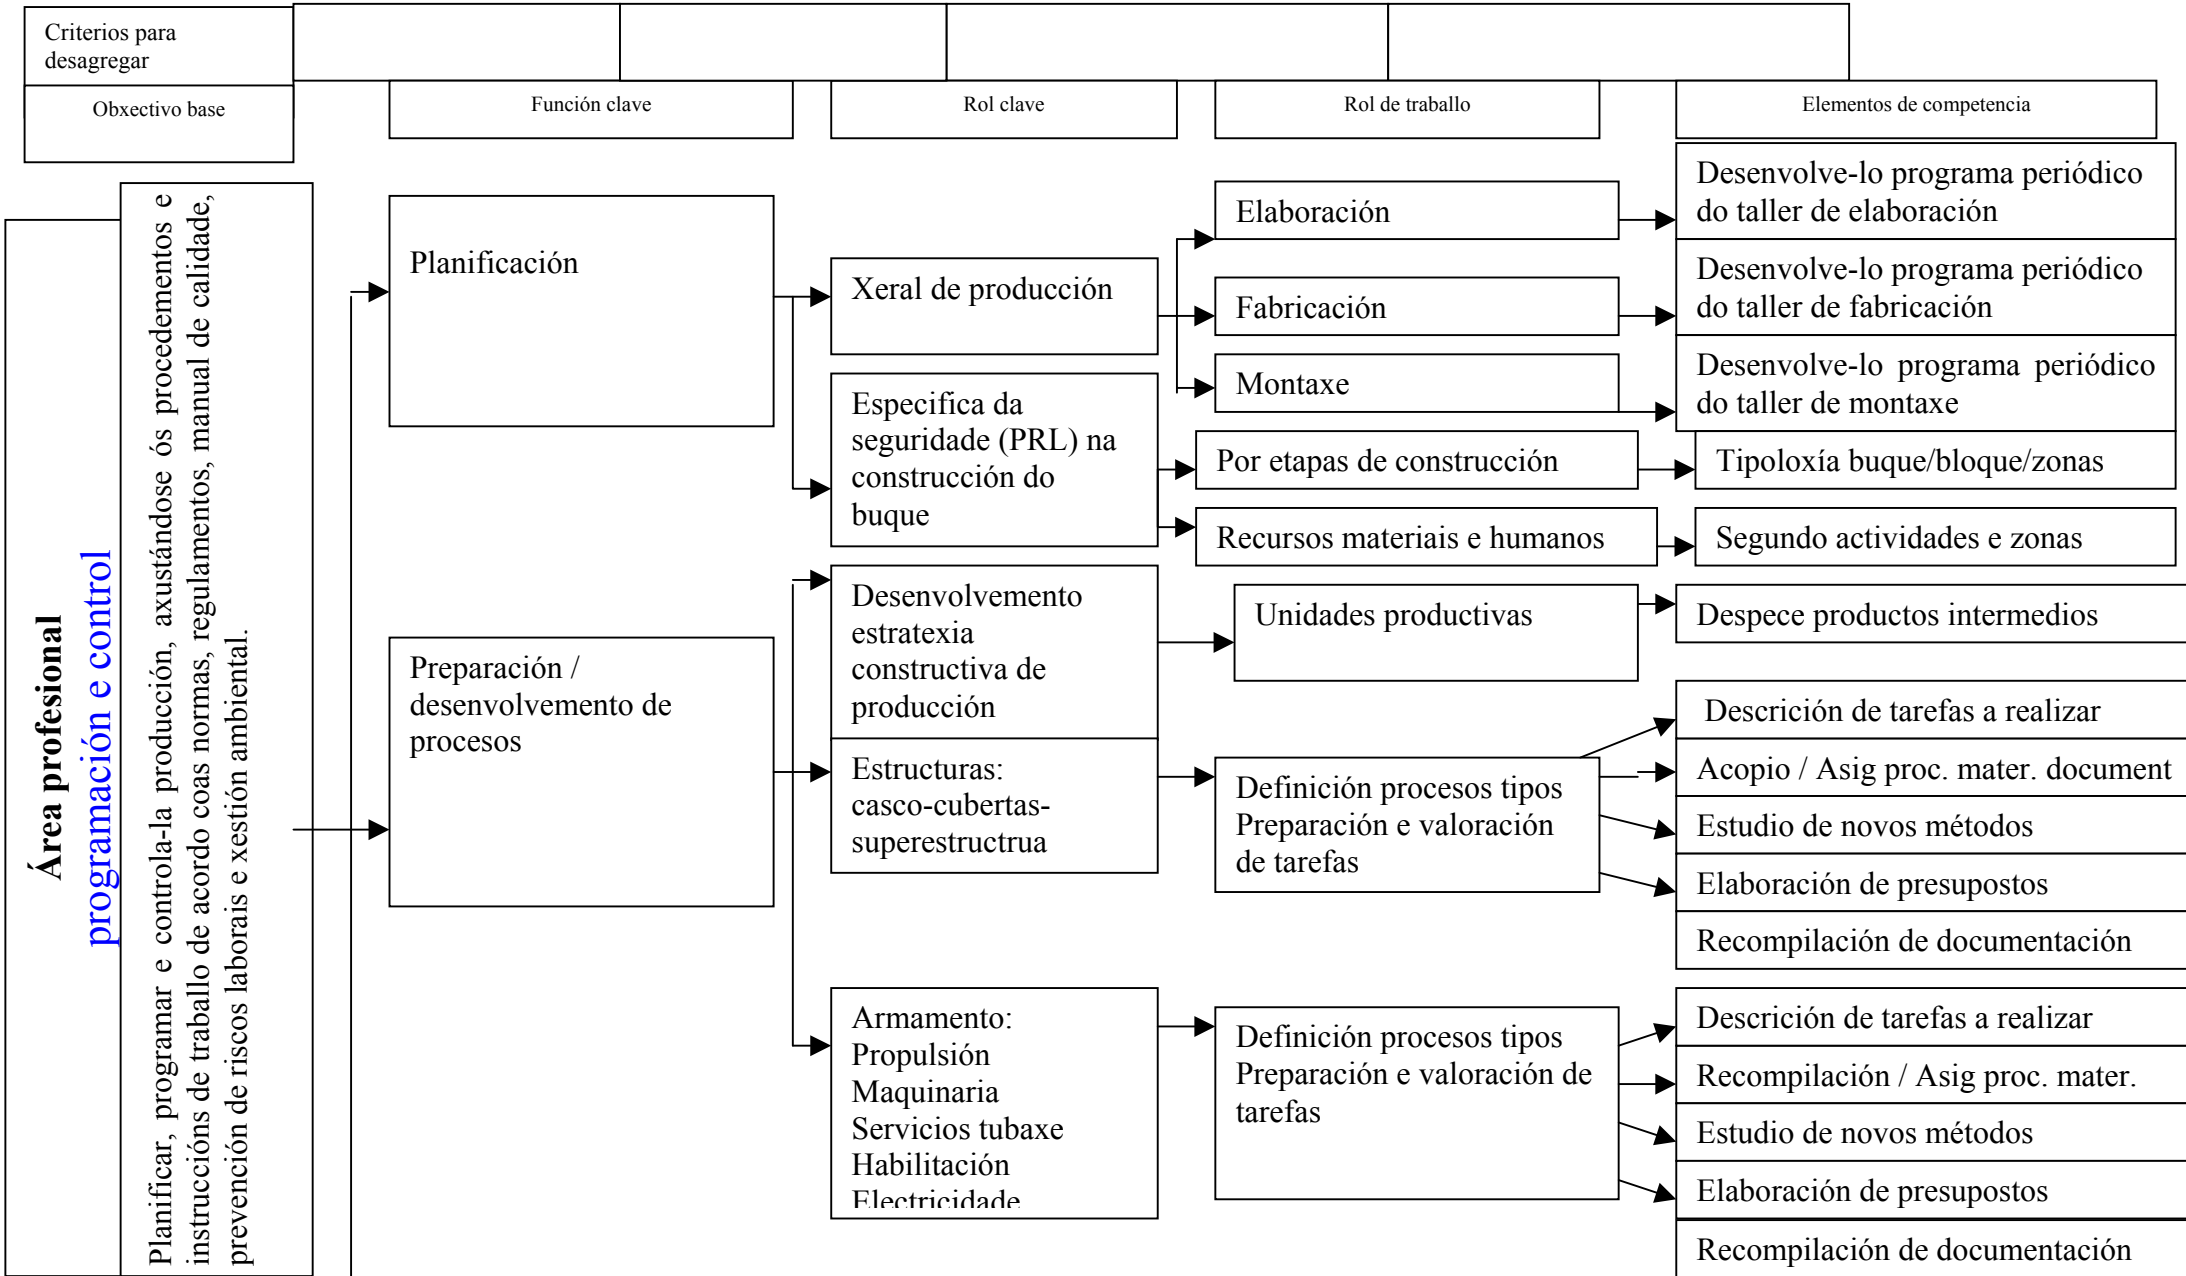 Criterios para
desagregar
Obxectivo base
Función clave
Rol clave
Rol de traballo
Elementos de competencia
Área profesional
programación e control
Planificar, programar e controla-la producción, axustándose ós procedementos e
instruccións de traballo de acordo coas normas, regulamentos, manual de calidade,
prevención de riscos laborais e xestión ambiental.
Planificación
Xeral de producción
Elaboración
Desenvolve-lo programa periódico
do taller de elaboración
Fabricación
Desenvolve-lo programa periódico
do taller de fabricación
Montaxe
Desenvolve-lo programa periódico
do taller de montaxe
Especifica da
seguridade (PRL) na
construcción do
buque
Por etapas de construcción
Tipoloxía buque/bloque/zonas
Recursos materiais e humanos
Segundo actividades e zonas
Preparación /
desenvolvemento de
procesos
Desenvolvemento
estratexia
constructiva de
producción
Unidades productivas
Despece productos intermedios
Estructuras:
casco-cubertas-
superestructrua
Definición procesos tipos
Preparación e valoración
de tarefas
Descrición de tarefas a realizar
Acopio / Asig proc. mater. document
Estudio de novos métodos
Elaboración de presupostos
Recompilación de documentación
Armamento:
Propulsión
Maquinaria
Servicios tubaxe
Habilitación
Electricidade
Definición procesos tipos
Preparación e valoración de
tarefas
Descrición de tarefas a realizar
Recompilación / Asig proc. mater.
Estudio de novos métodos
Elaboración de presupostos
Recompilación de documentación